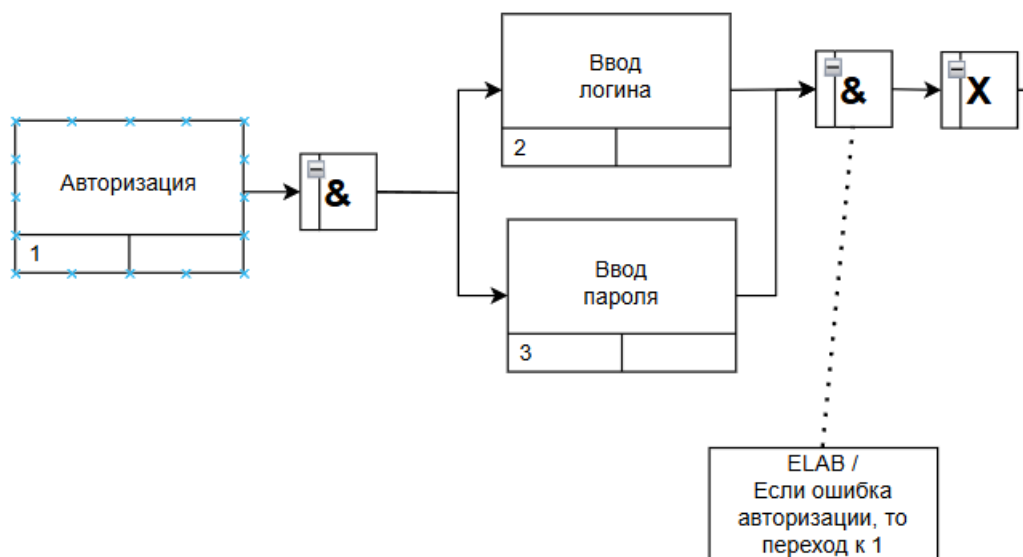 Авторизация
1
&
Ввод
логина
2
Ввод
пароля
3
&
X
ELAB /
Если ошибка
авторизации, то
переход к 1